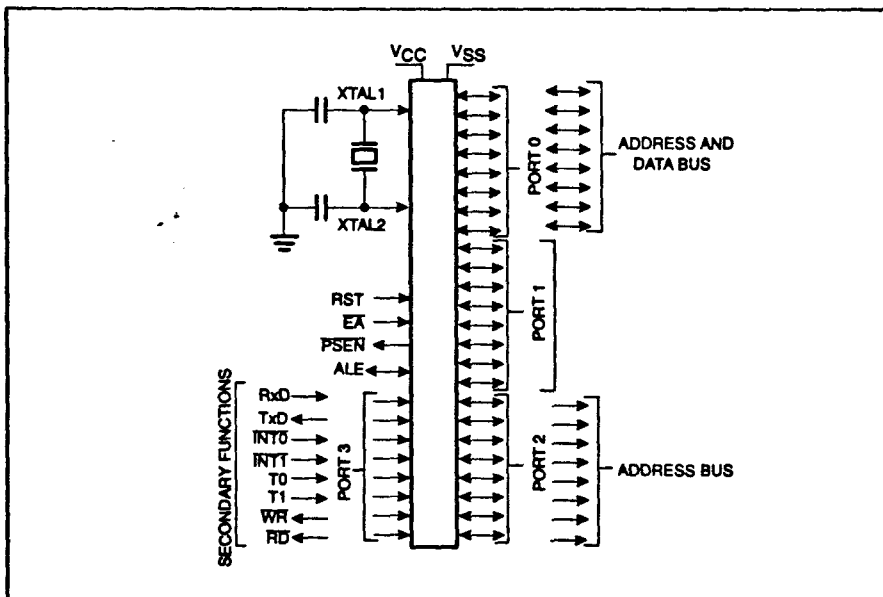 VCC VSS
XTAL1
XTAL2
PORT 0
ADDRESS AND
DATA BUS
PORT 1
RST
EA
PSEN
ALE
SECONDARY FUNCTIONS
RxD
TxD
INT0
INT1
T0
T1
WR
RD
PORT 3
PORT 2
ADDRESS BUS